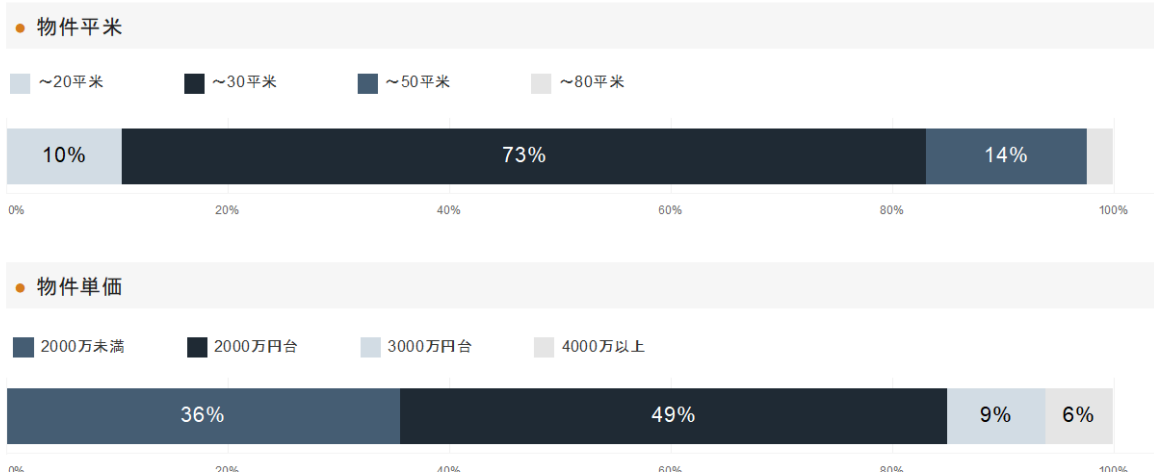 物件平米
～20平米 ～30平米 ～50平米 ～80平米
10% 73% 14%
0% 20% 40% 60% 80% 100%
物件単価
2000万未満 2000万円台 3000万円台 4000万以上
36% 49% 9% 6%
0% 20% 40% 60% 80% 100%